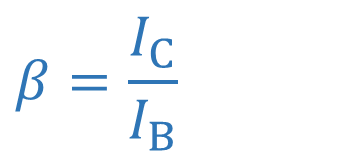 β = I_C / I_B